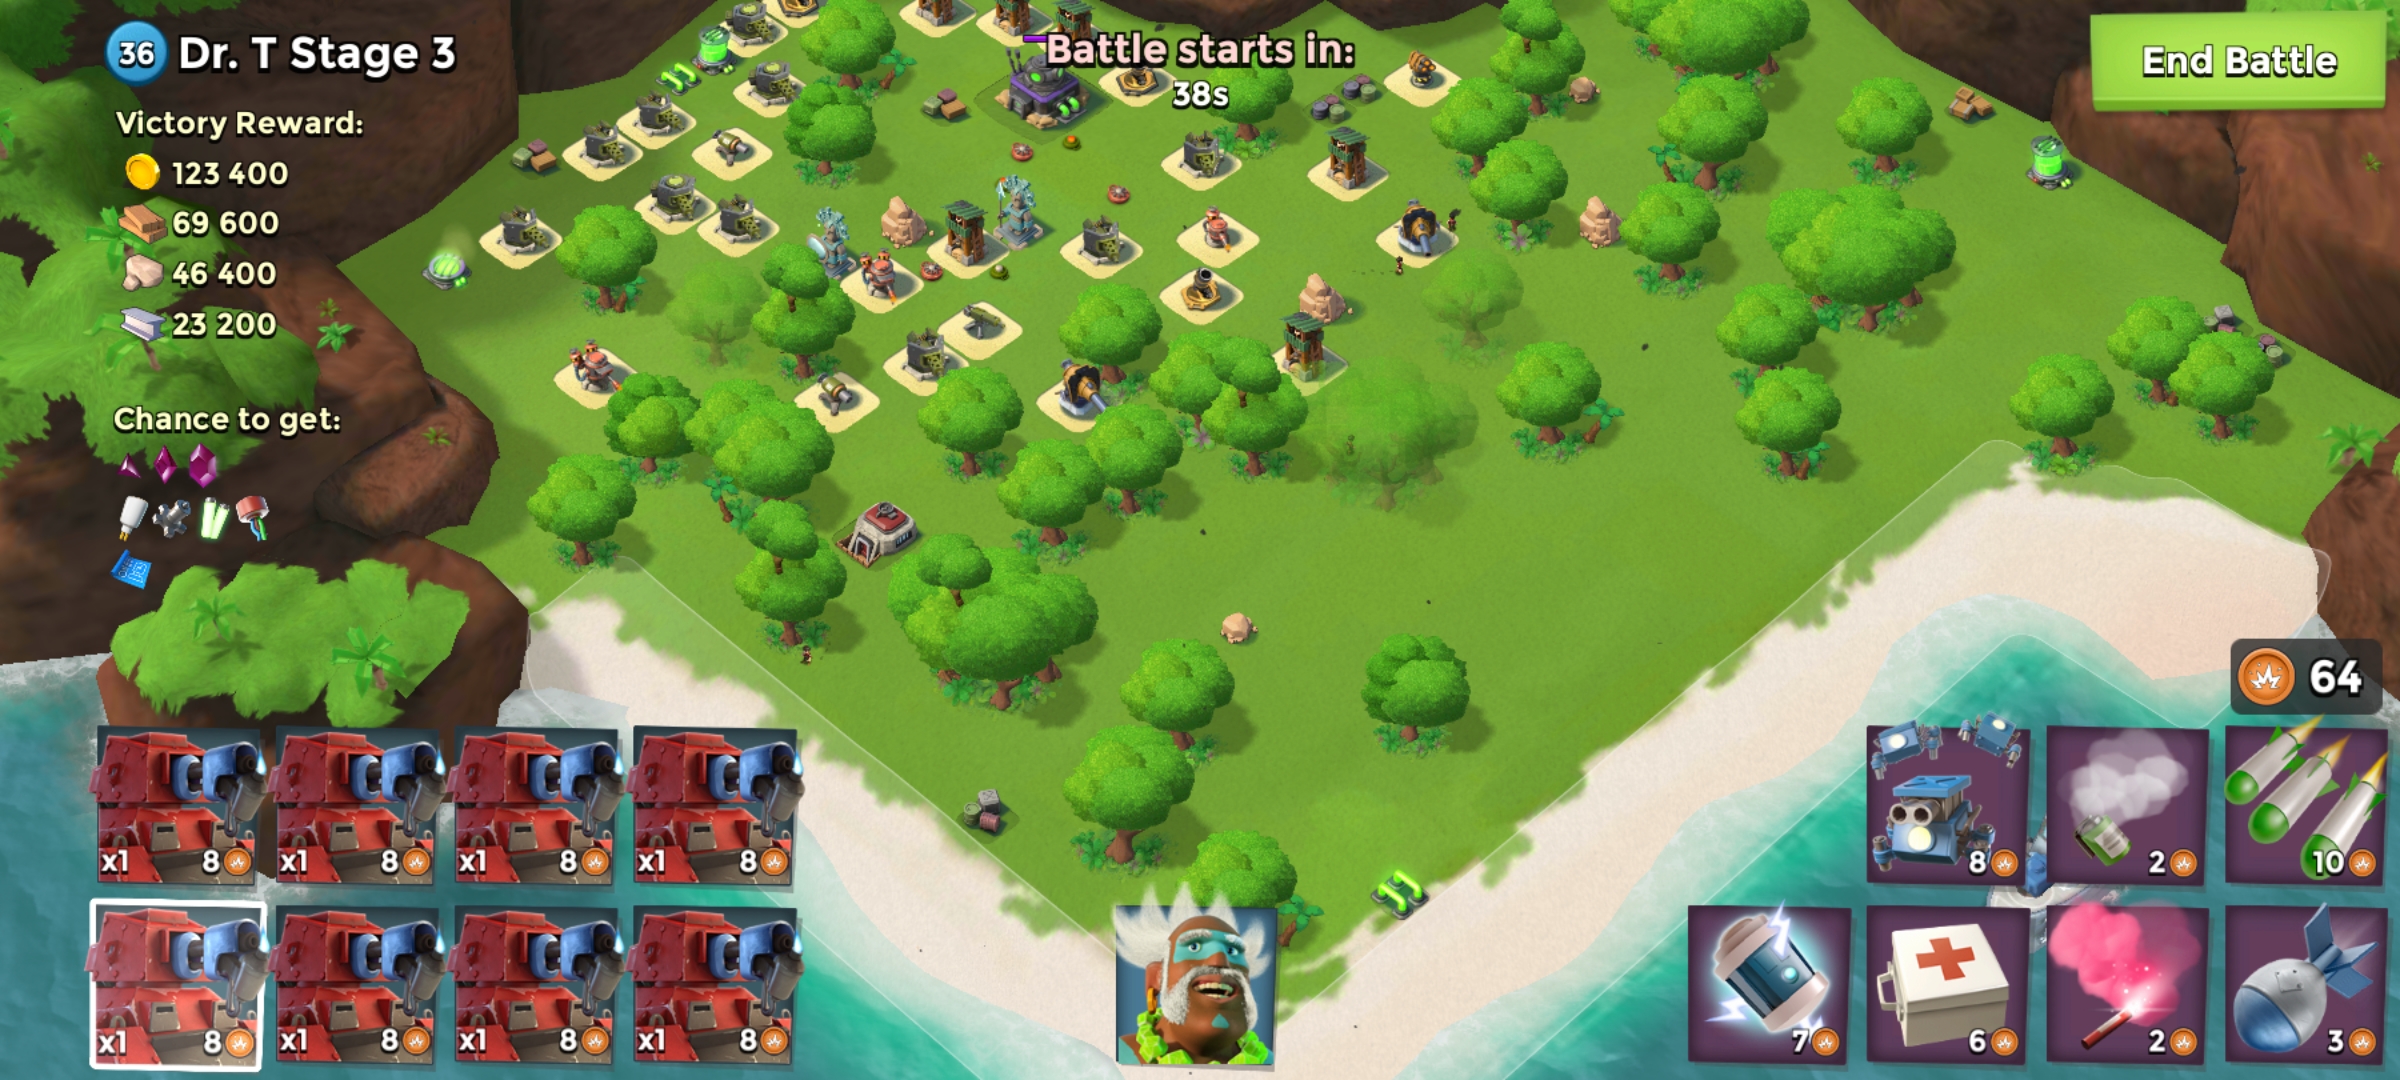 36 Dr. T Stage 3
Victory Reward:
123 400
69 600
46 400
23 200
Chance to get:
Battle starts in:
38s
End Battle
64
x1 8
x1 8
x1 8
x1 8
8
2
10
x1 8
x1 8
x1 8
x1 8
7
6
2
3